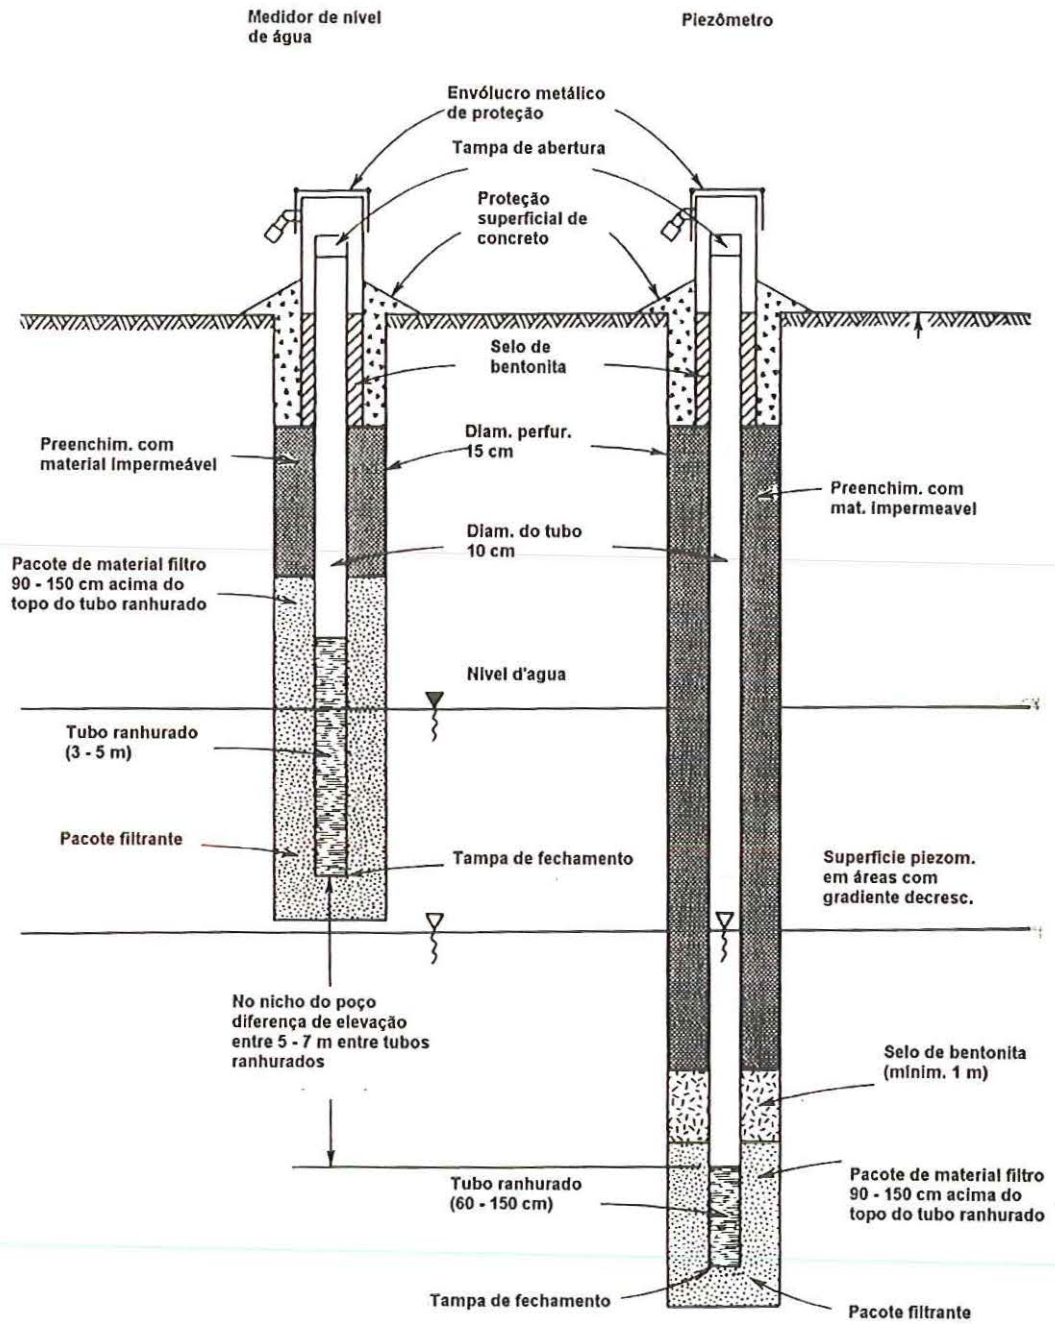 Medidor de nível
de água
Piezômetro
Envólucro metálico
de proteção
Tampa de abertura
Proteção
superficial de
concreto
Selo de
bentonita
Preenchim. com
material impermeável
Diam. perfur.
15 cm
Preenchim. com
mat. impermeavel
Diam. do tubo
10 cm
Pacote de material filtro
90 - 150 cm acima do
topo do tubo ranhurado
Nivel d'agua
Tubo ranhurado
(3 - 5 m)
Pacote filtrante
Tampa de fechamento
Superficie piezom.
em áreas com
gradiente decresc.
No nicho do poço
diferença de elevação
entre 5 - 7 m entre tubos
ranhurados
Selo de bentonita
(minim. 1 m)
Tubo ranhurado
(60 - 150 cm)
Pacote de material filtro
90 - 150 cm acima do
topo do tubo ranhurado
Tampa de fechamento
Pacote filtrante